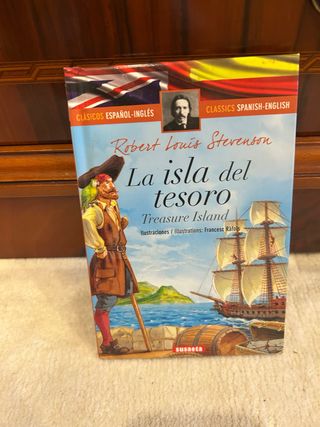 CLÁSICOS ESPAÑOL-INGLÉS
CLASSICS SPANISH-ENGLISH
Robert Louis Stevenson
La isla del
tesoro
Treasure Island
Ilustraciones / Illustrations: Francesc Ràfols
SUSAETA